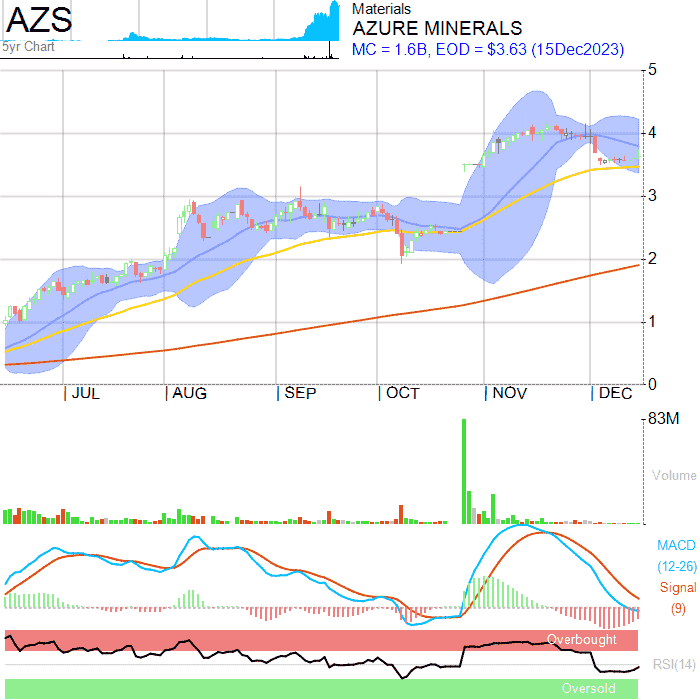 AZS
5yr Chart
Materials
AZURE MINERALS
MC = 1.6B, EOD = $3.63 (15Dec2023)
5
4
3
2
1
0
JUL AUG SEP OCT NOV DEC
83M
Volume
MACD
(12-26)
Signal
(9)
Overbought
RSI(14)
Oversold